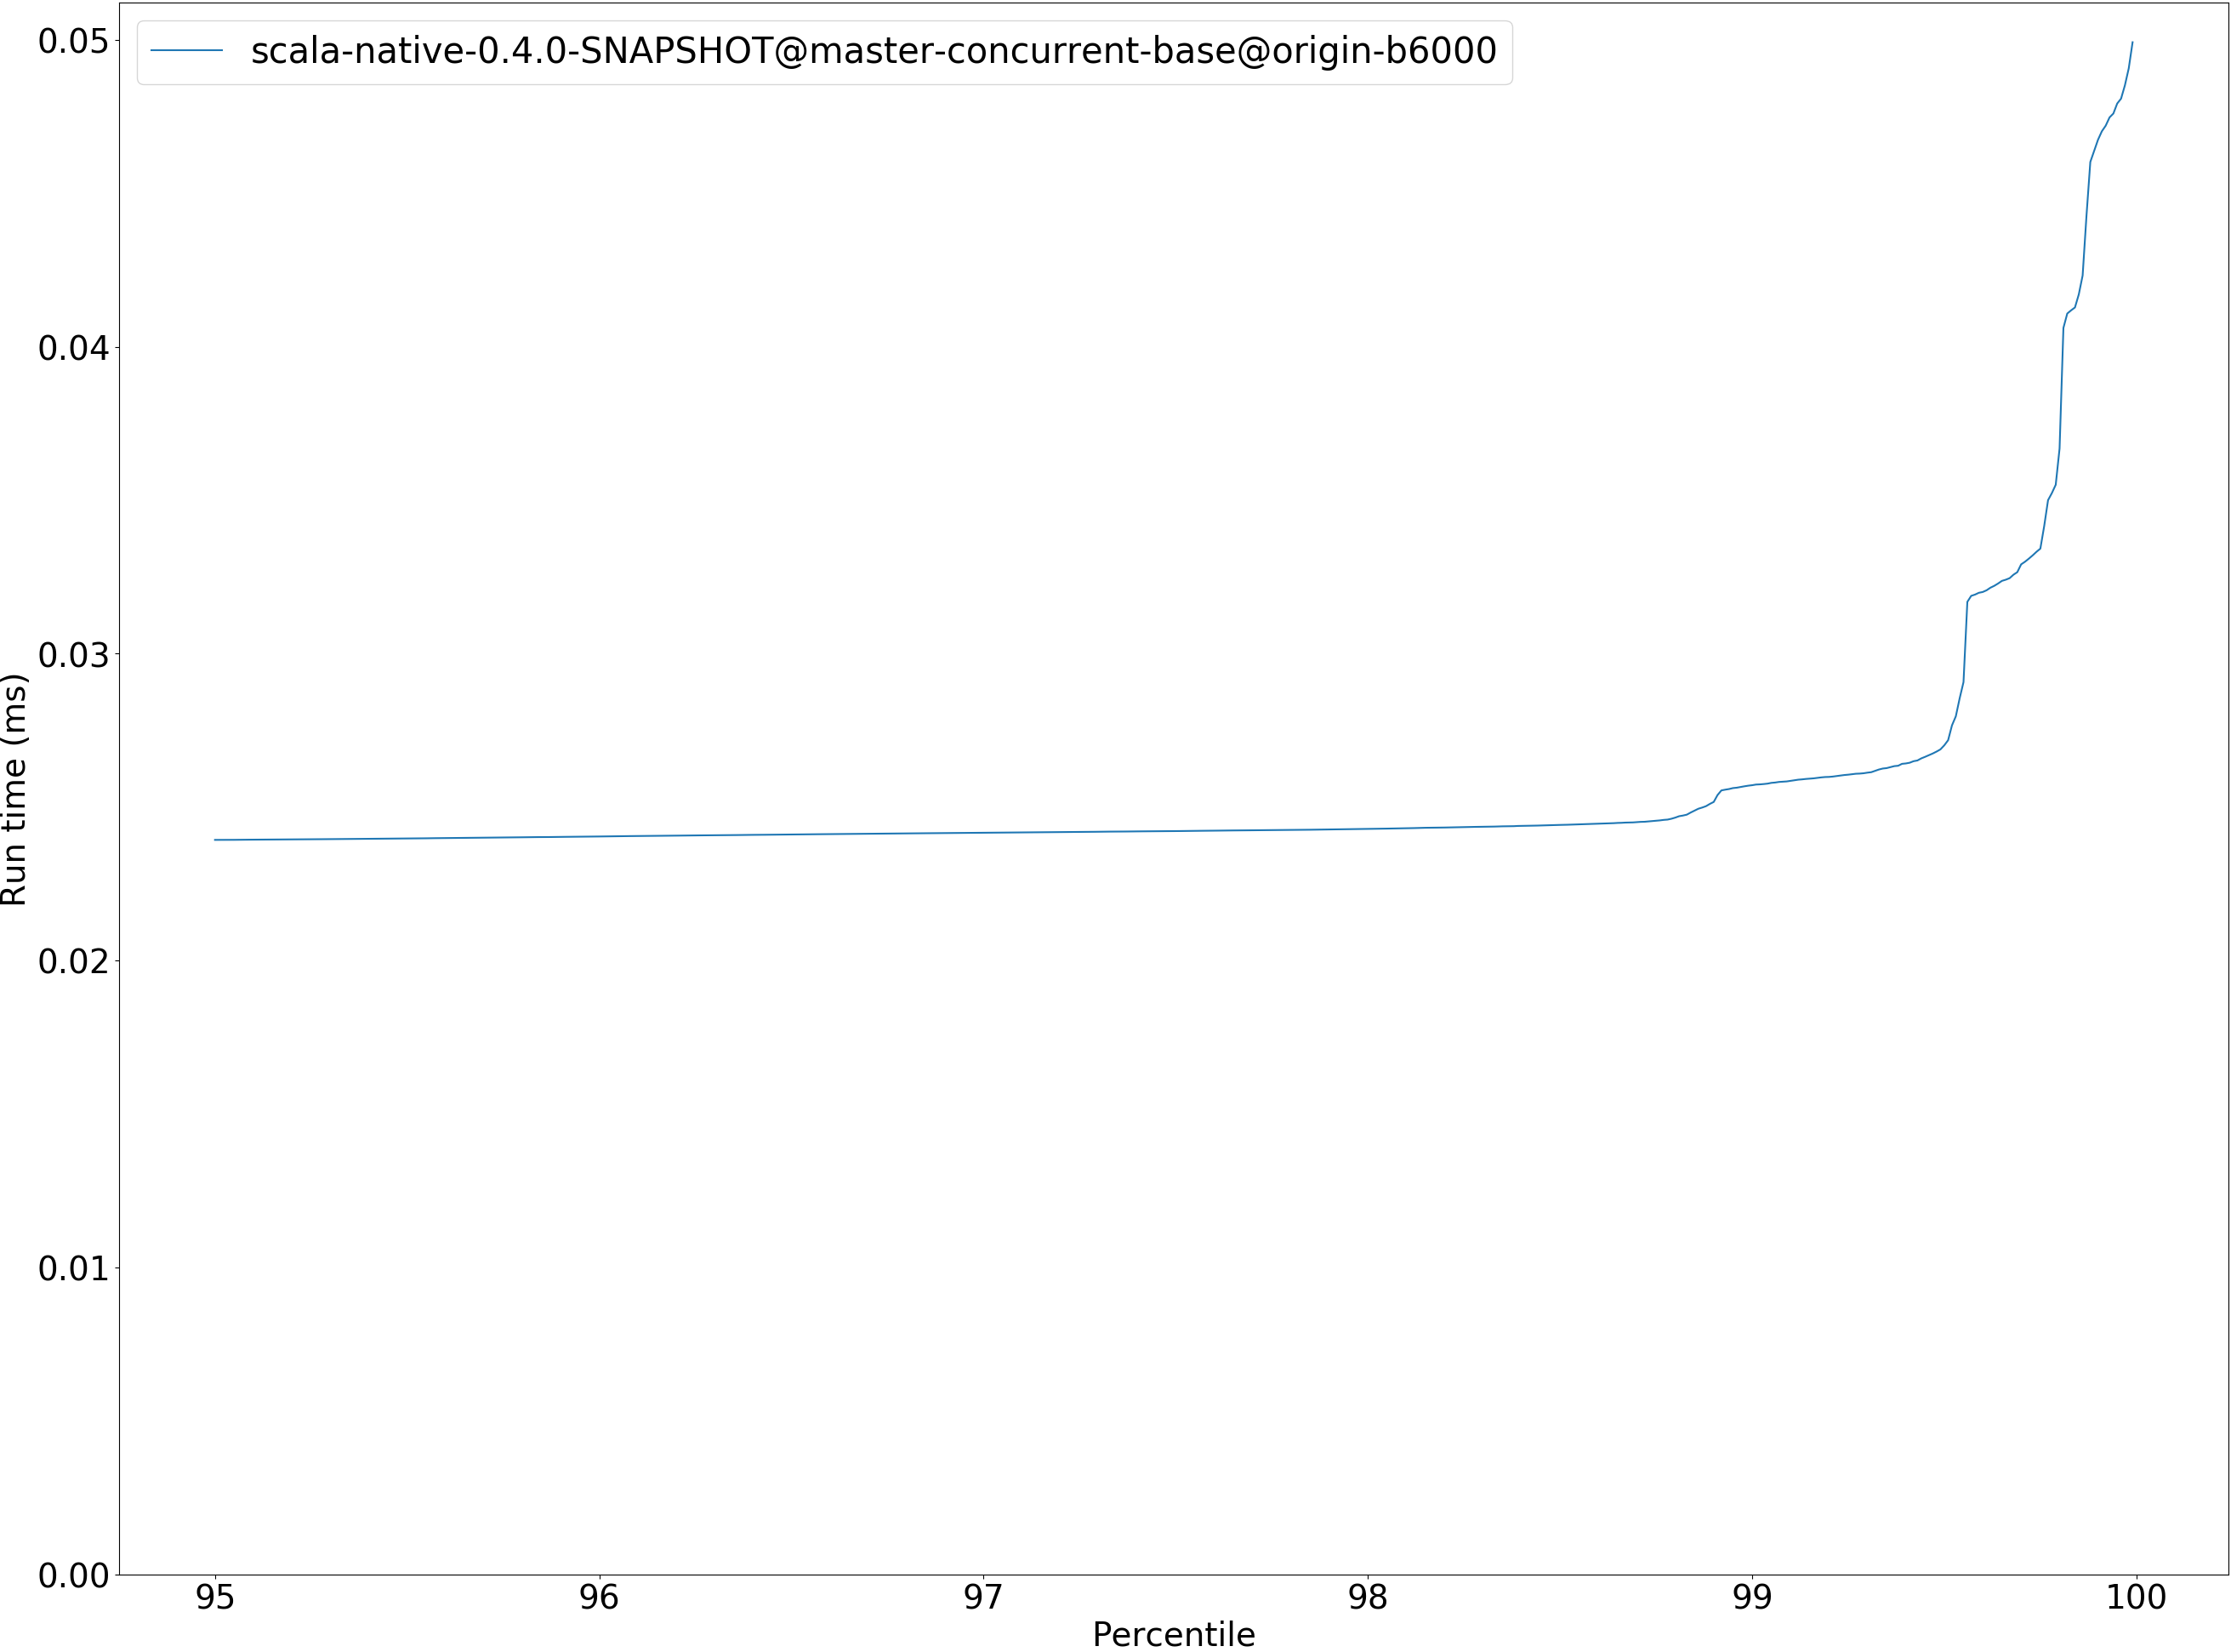 scala-native-0.4.0-SNAPSHOT@master-concurrent-base@origin-b6000
0.05
0.04
0.03
0.02
0.01
0.00
Run time (ms)
95 96 97 98 99 100
Percentile